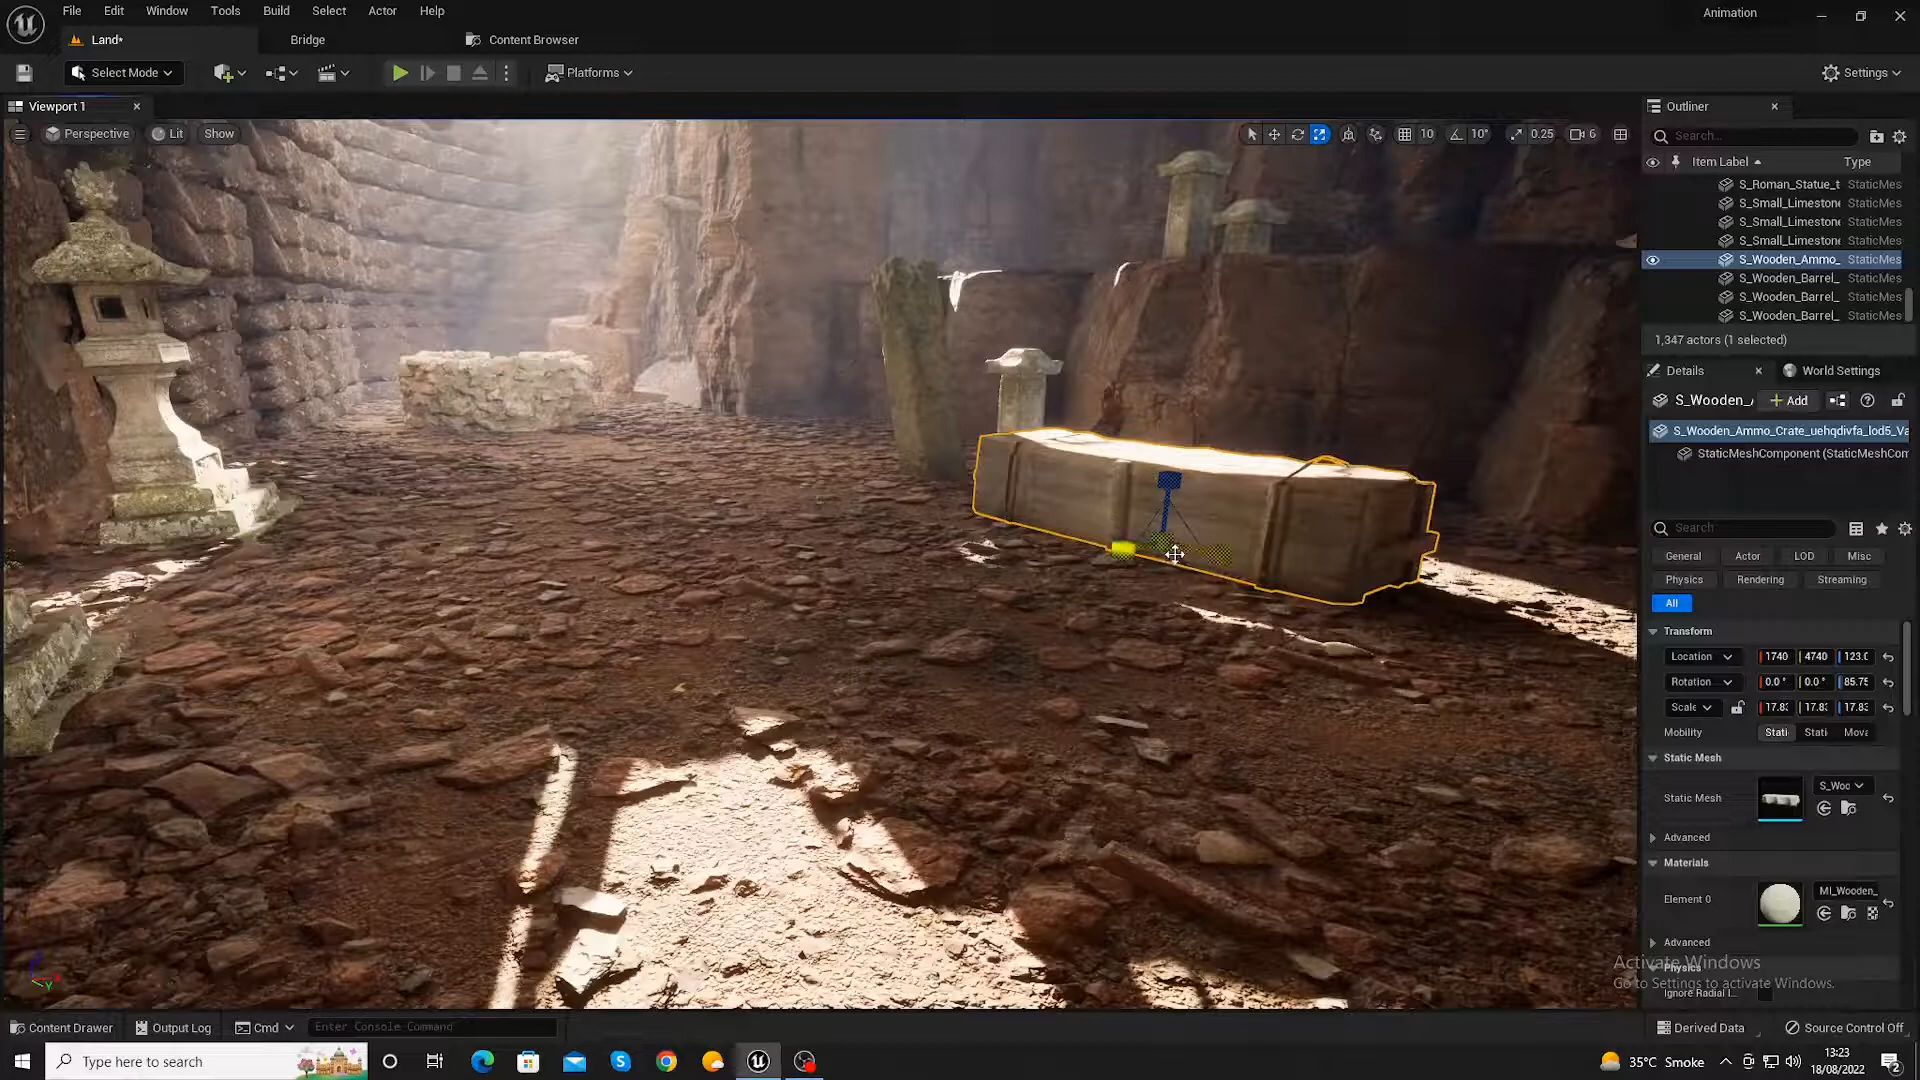 File Edit Window Tools Build Select Actor Help
Animation
Land*
Bridge
Content Browser
Select Mode
Platforms
Settings
Viewport 1
Perspective
Lit
Show
10
10°
0.25
6
Outliner
Search...
Item Label
Type
S_Roman_Statue_t StaticMes
S_Small_Limestone StaticMes
S_Small_Limestone StaticMes
S_Small_Limestone StaticMes
S_Wooden_Ammo_ StaticMes
S_Wooden_Barrel_ StaticMes
S_Wooden_Barrel_ StaticMes
S_Wooden_Barrel_ StaticMes
1,347 actors (1 selected)
Details
World Settings
S_Wooden_
Add
S_Wooden_Ammo_Crate_uehqdivfa_lod5_Va
StaticMeshComponent (StaticMeshCom
Search
General Actor LOD Misc
Physics Rendering Streaming
All
Transform
Location 1740 4740 123.0
Rotation 0.0° 0.0° 85.75
Scale 17.83 17.83 17.83
Mobility Stati Stati Mova
Static Mesh
Static Mesh
S_Woo
Advanced
Materials
Element 0
MI_Wooden_
Advanced
Physics
Ignore Radial I...
Activate Windows
Go to Settings to activate Windows.
Content Drawer
Output Log
Cmd
Enter Console Command
Derived Data
Source Control Off
Type here to search
35°C Smoke
13:23
18/08/2022
2